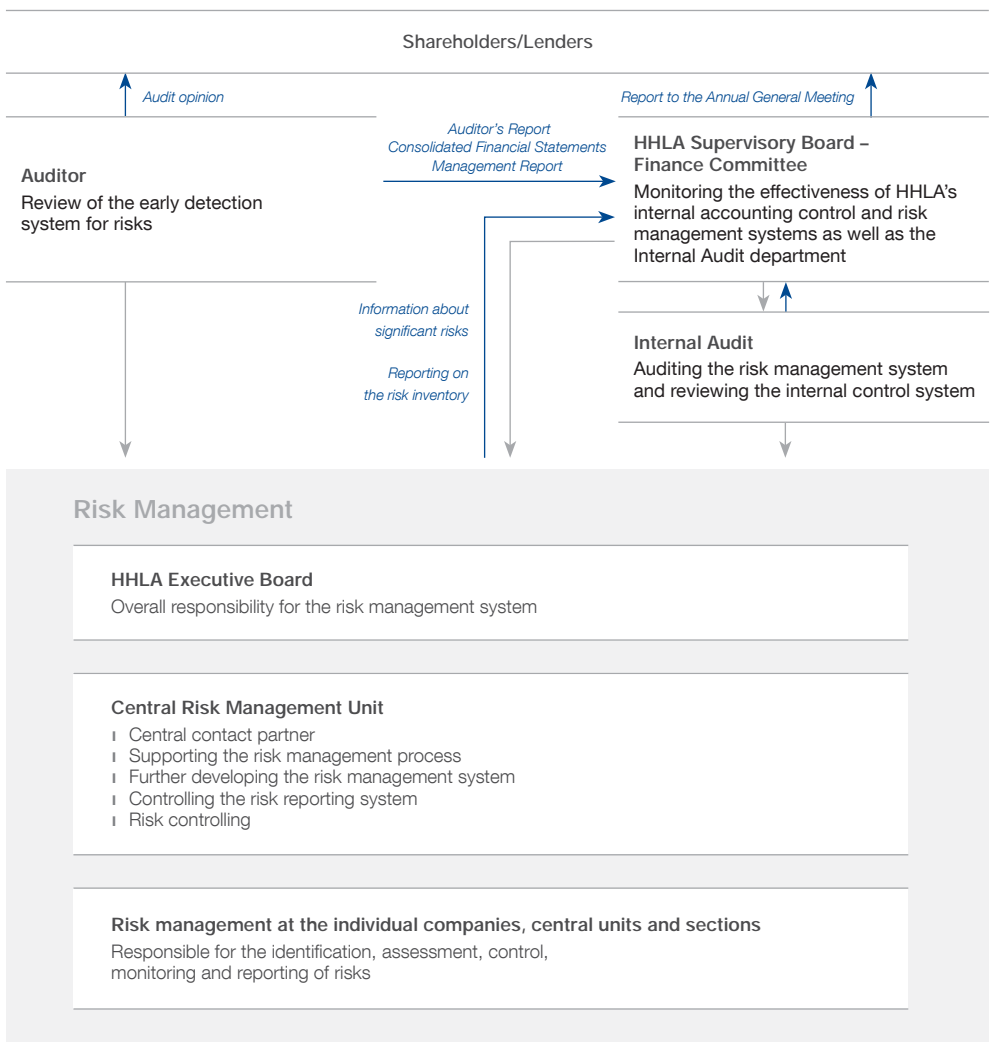 Shareholders/Lenders
Audit opinion
Report to the Annual General Meeting
Auditor's Report
Consolidated Financial Statements
Management Report
Auditor
Review of the early detection
system for risks
HHLA Supervisory Board –
Finance Committee
Monitoring the effectiveness of HHLA's
internal accounting control and risk
management systems as well as the
Internal Audit department
Information about
significant risks
Reporting on
the risk inventory
Internal Audit
Auditing the risk management system
and reviewing the internal control system
Risk Management
HHLA Executive Board
Overall responsibility for the risk management system
Central Risk Management Unit
Central contact partner
Supporting the risk management process
Further developing the risk management system
Controlling the risk reporting system
Risk controlling
Risk management at the individual companies, central units and sections
Responsible for the identification, assessment, control,
monitoring and reporting of risks